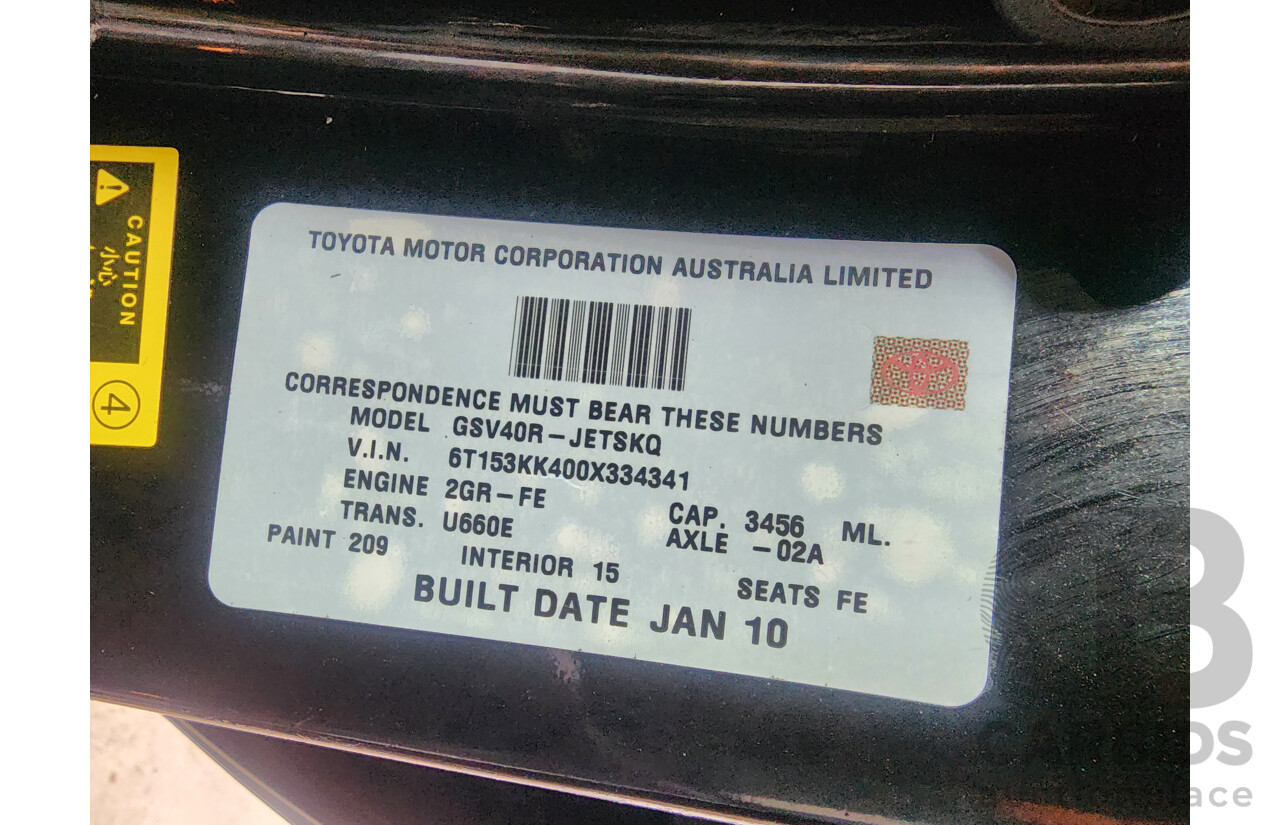 TOYOTA MOTOR CORPORATION AUSTRALIA LIMITED
CORRESPONDENCE MUST BEAR THESE NUMBERS
MODEL GSV40R-JETSKQ
V.I.N. 6T153KK400X334341
ENGINE 2GR-FE CAP. 3456 ML.
TRANS. U660E AXLE -02A
PAINT 209 INTERIOR 15 SEATS FE
BUILT DATE JAN 10
CAUTION
4